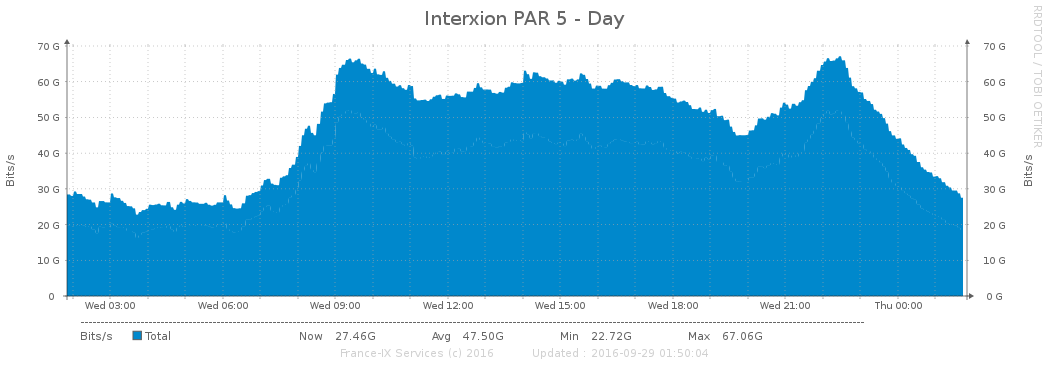 Interxion PAR 5 - Day
RRDTOOL / TOBI OETIKER
Bits/s
70 G 70 G
60 G 60 G
50 G 50 G
40 G 40 G
30 G 30 G
20 G 20 G
10 G 10 G
0 0 G
Bits/s
Wed 03:00 Wed 06:00 Wed 09:00 Wed 12:00 Wed 15:00 Wed 18:00 Wed 21:00 Thu 00:00
Bits/s Total Now 27.46G Avg 47.50G Min 22.72G Max 67.06G
France-IX Services (c) 2016 Updated : 2016-09-29 01:50:04